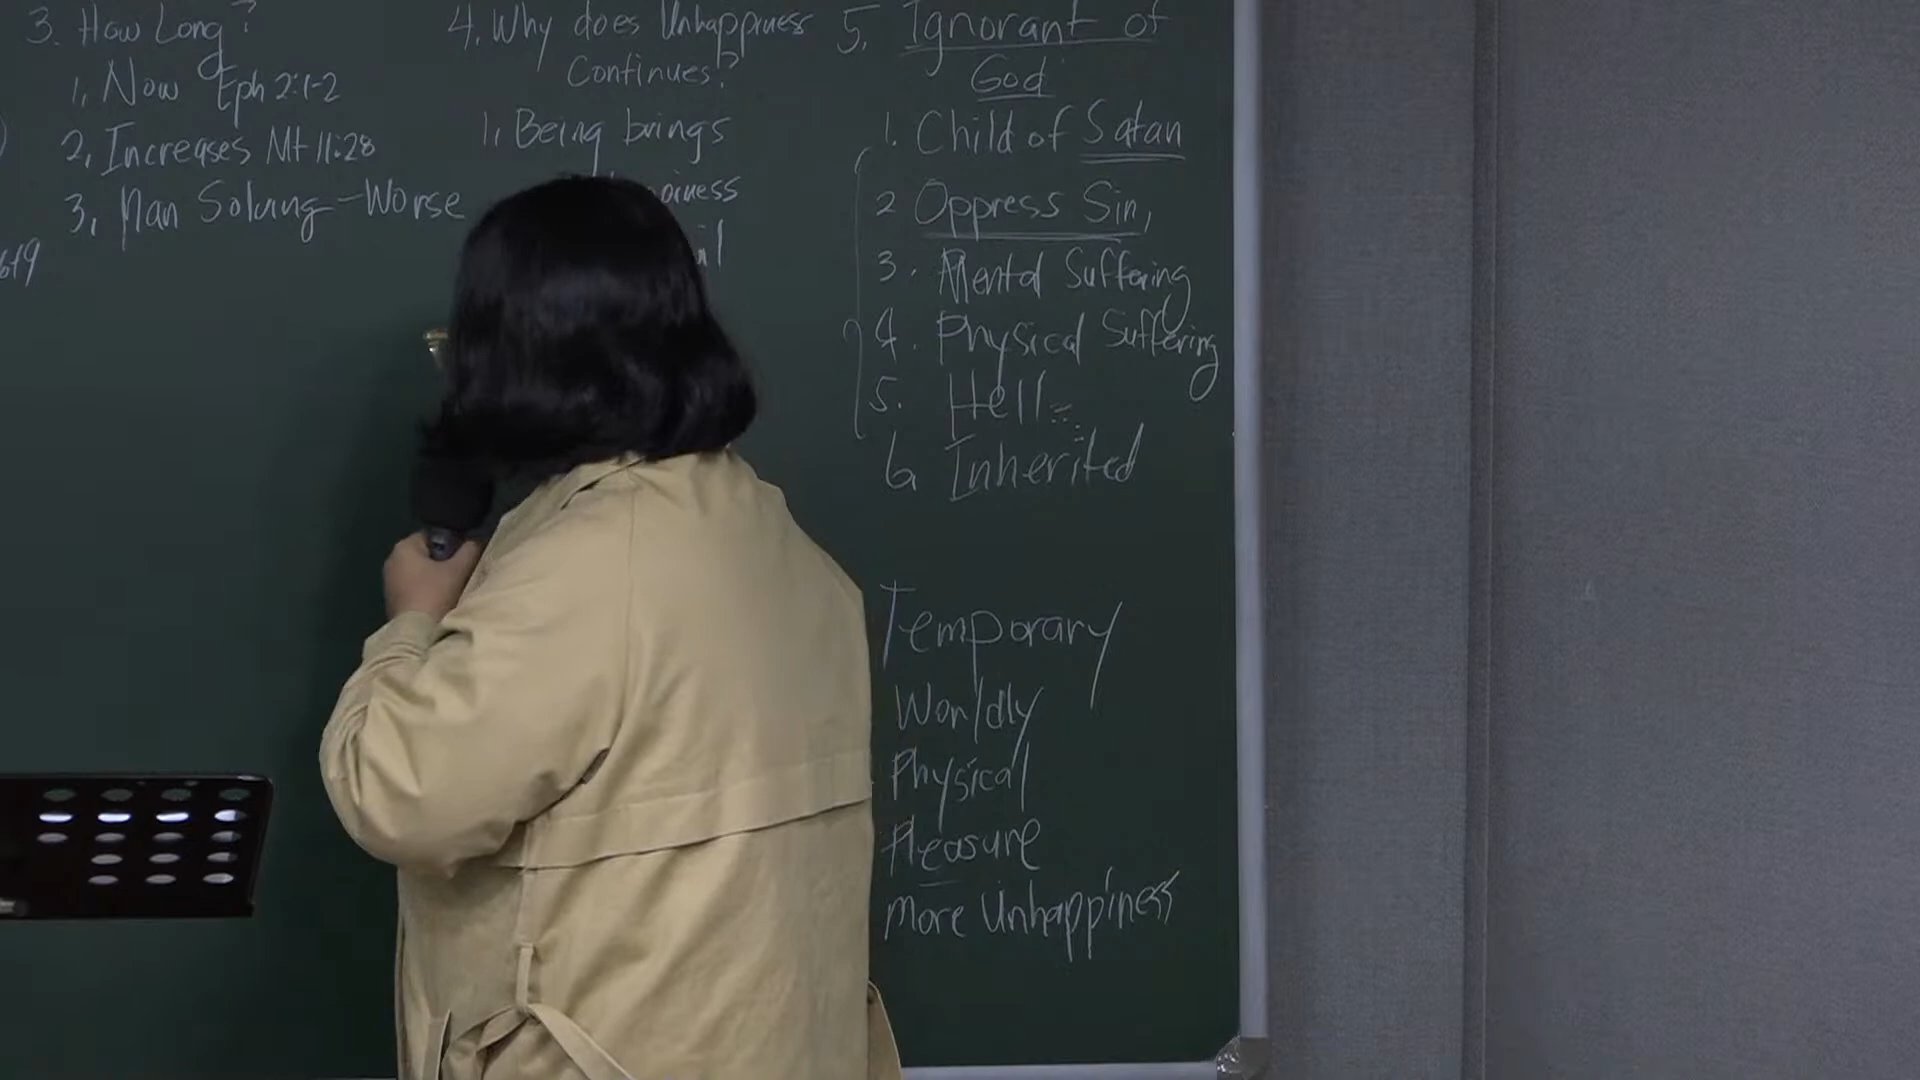 3. How Long?
1, Now Eph 2:1-2
2, Increases Mt 11:28
3, Man Solving - Worse
4. Why does Unhappiness
Continues?
1, Being brings
5, Ignorant of
God
1. Child of Satan
2 Oppress Sin,
3. Mental Suffering
4. Physical Suffering
5. Hell
6 Inherited
Temporary
Worldly
Physical
Pleasure
More Unhappiness